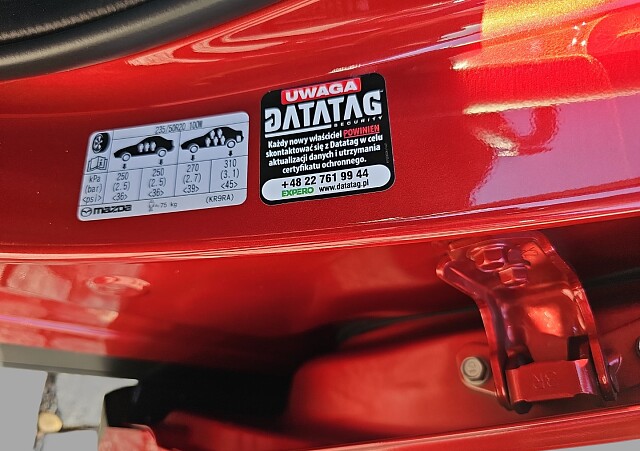 235/50R20 100W
kPa 250 250 270 310
(bar) (2.5) (2.5) (2.7) (3.1)
<psi> <36> <36> <39> <45>
mazda 75 kg (KR9RA)
UWAGA
DATATAG
SECURITY
Każdy nowy właściciel POWINIEN
skontaktować się z Datatag w celu
aktualizacji danych i utrzymania
certyfikatu ochronnego.
+48 22 761 99 44
EXPERO www.datatag.pl